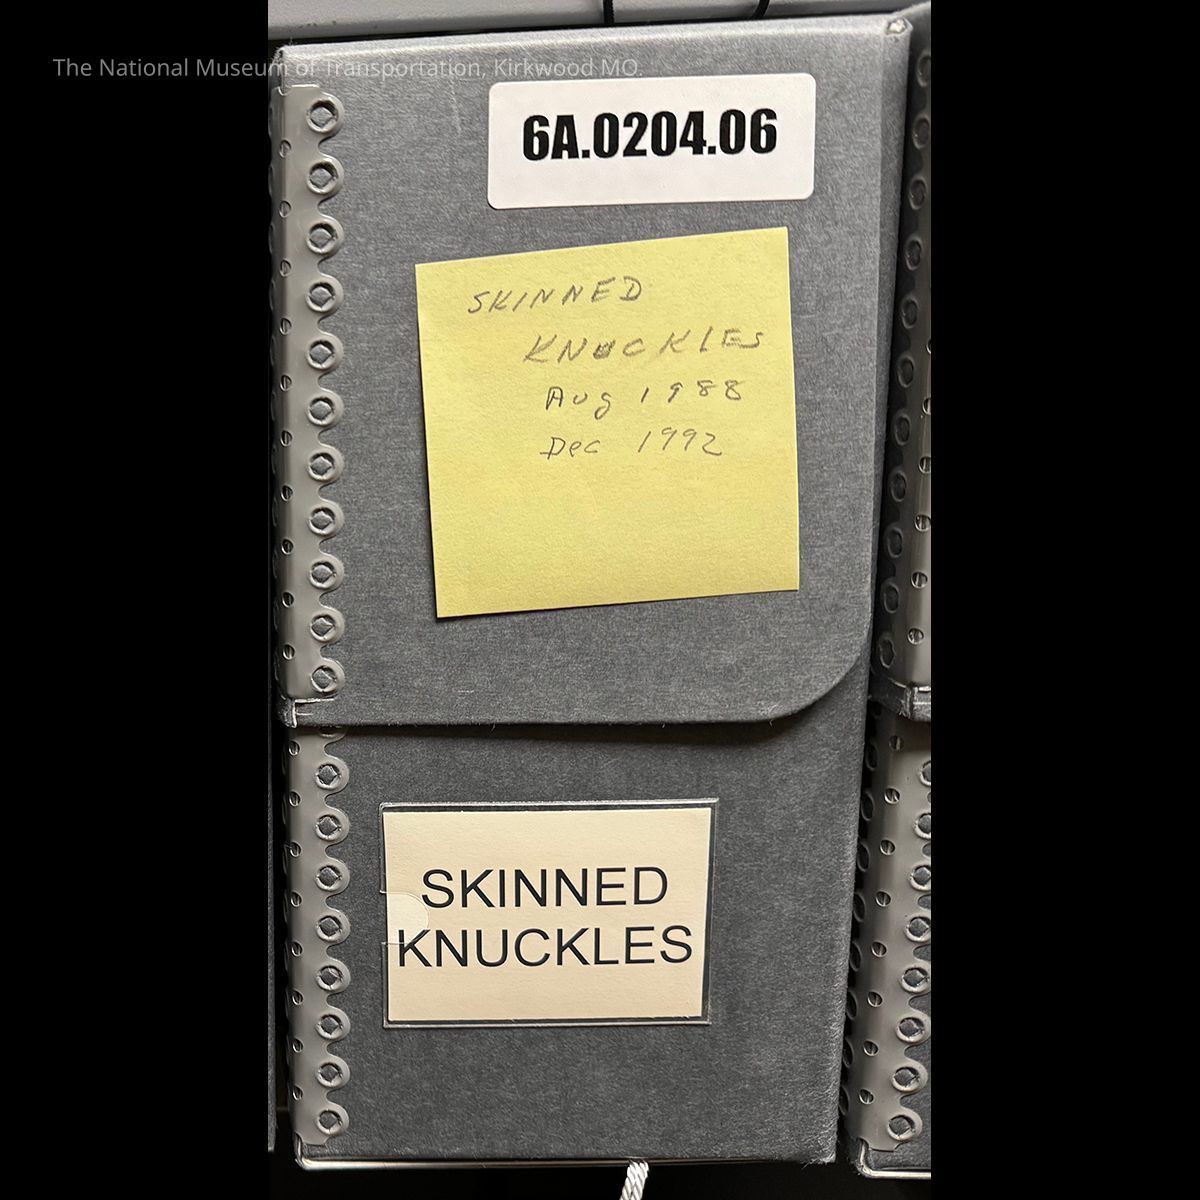 The National Museum of Transportation, Kirkwood MO.
6A.0204.06
SKINNED
KNUCKLES
Aug 1988
Dec 1992
SKINNED
KNUCKLES